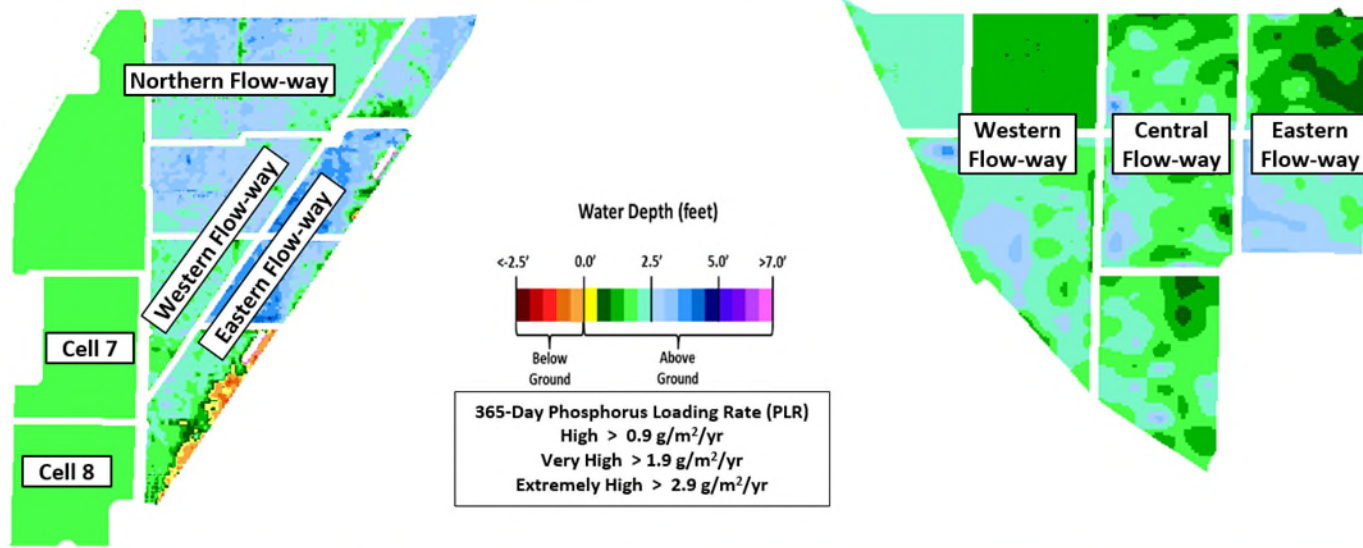 Northern Flow-way
Western Flow-way
Eastern Flow-way
Cell 7
Cell 8
Water Depth (feet)
<-2.5' 0.0' 2.5' 5.0' >7.0'
Below
Ground
Above
Ground
365-Day Phosphorus Loading Rate (PLR)
High > 0.9 g/m²/yr
Very High > 1.9 g/m²/yr
Extremely High > 2.9 g/m²/yr
Western
Flow-way
Central
Flow-way
Eastern
Flow-way